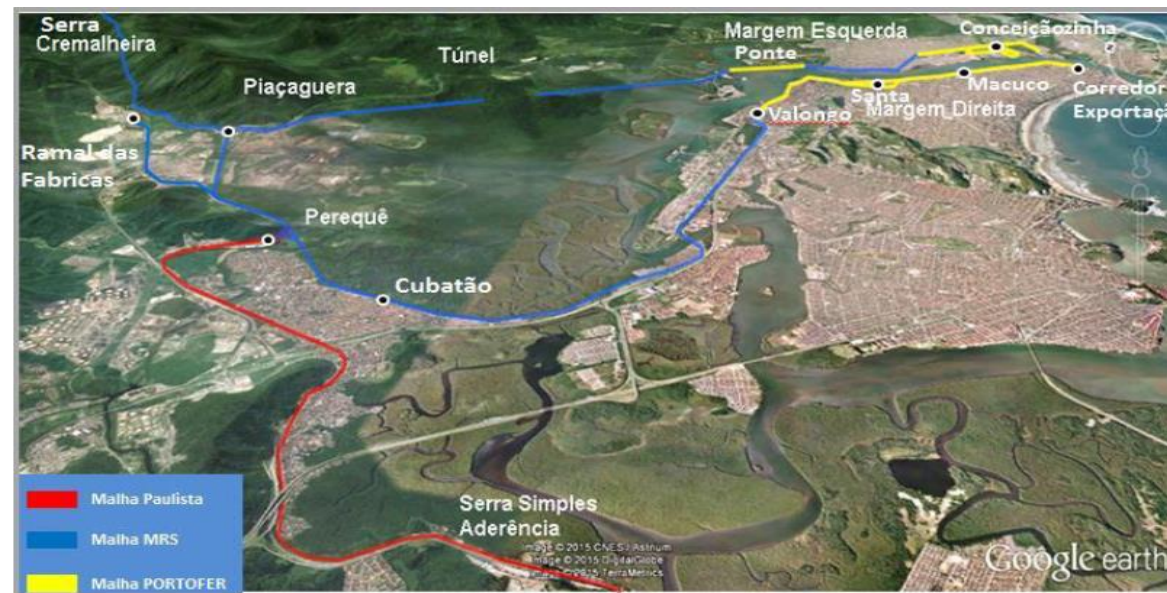 Serra
Cremalheira
Túnel
Margem Esquerda
Ponte
Conceiçãozinha
Piaçaguera
Santa
Macuco
Corredor
Exportaçã
Valongo
Margem Direita
Ramal das
Fabricas
Perequê
Cubatão
Serra Simples
Aderência
Malha Paulista
Malha MRS
Malha PORTOFER
Image © 2015 CNES / Astrium
Image © 2015 DigitalGlobe
Image © 2015 TerraMetrics
Google earth